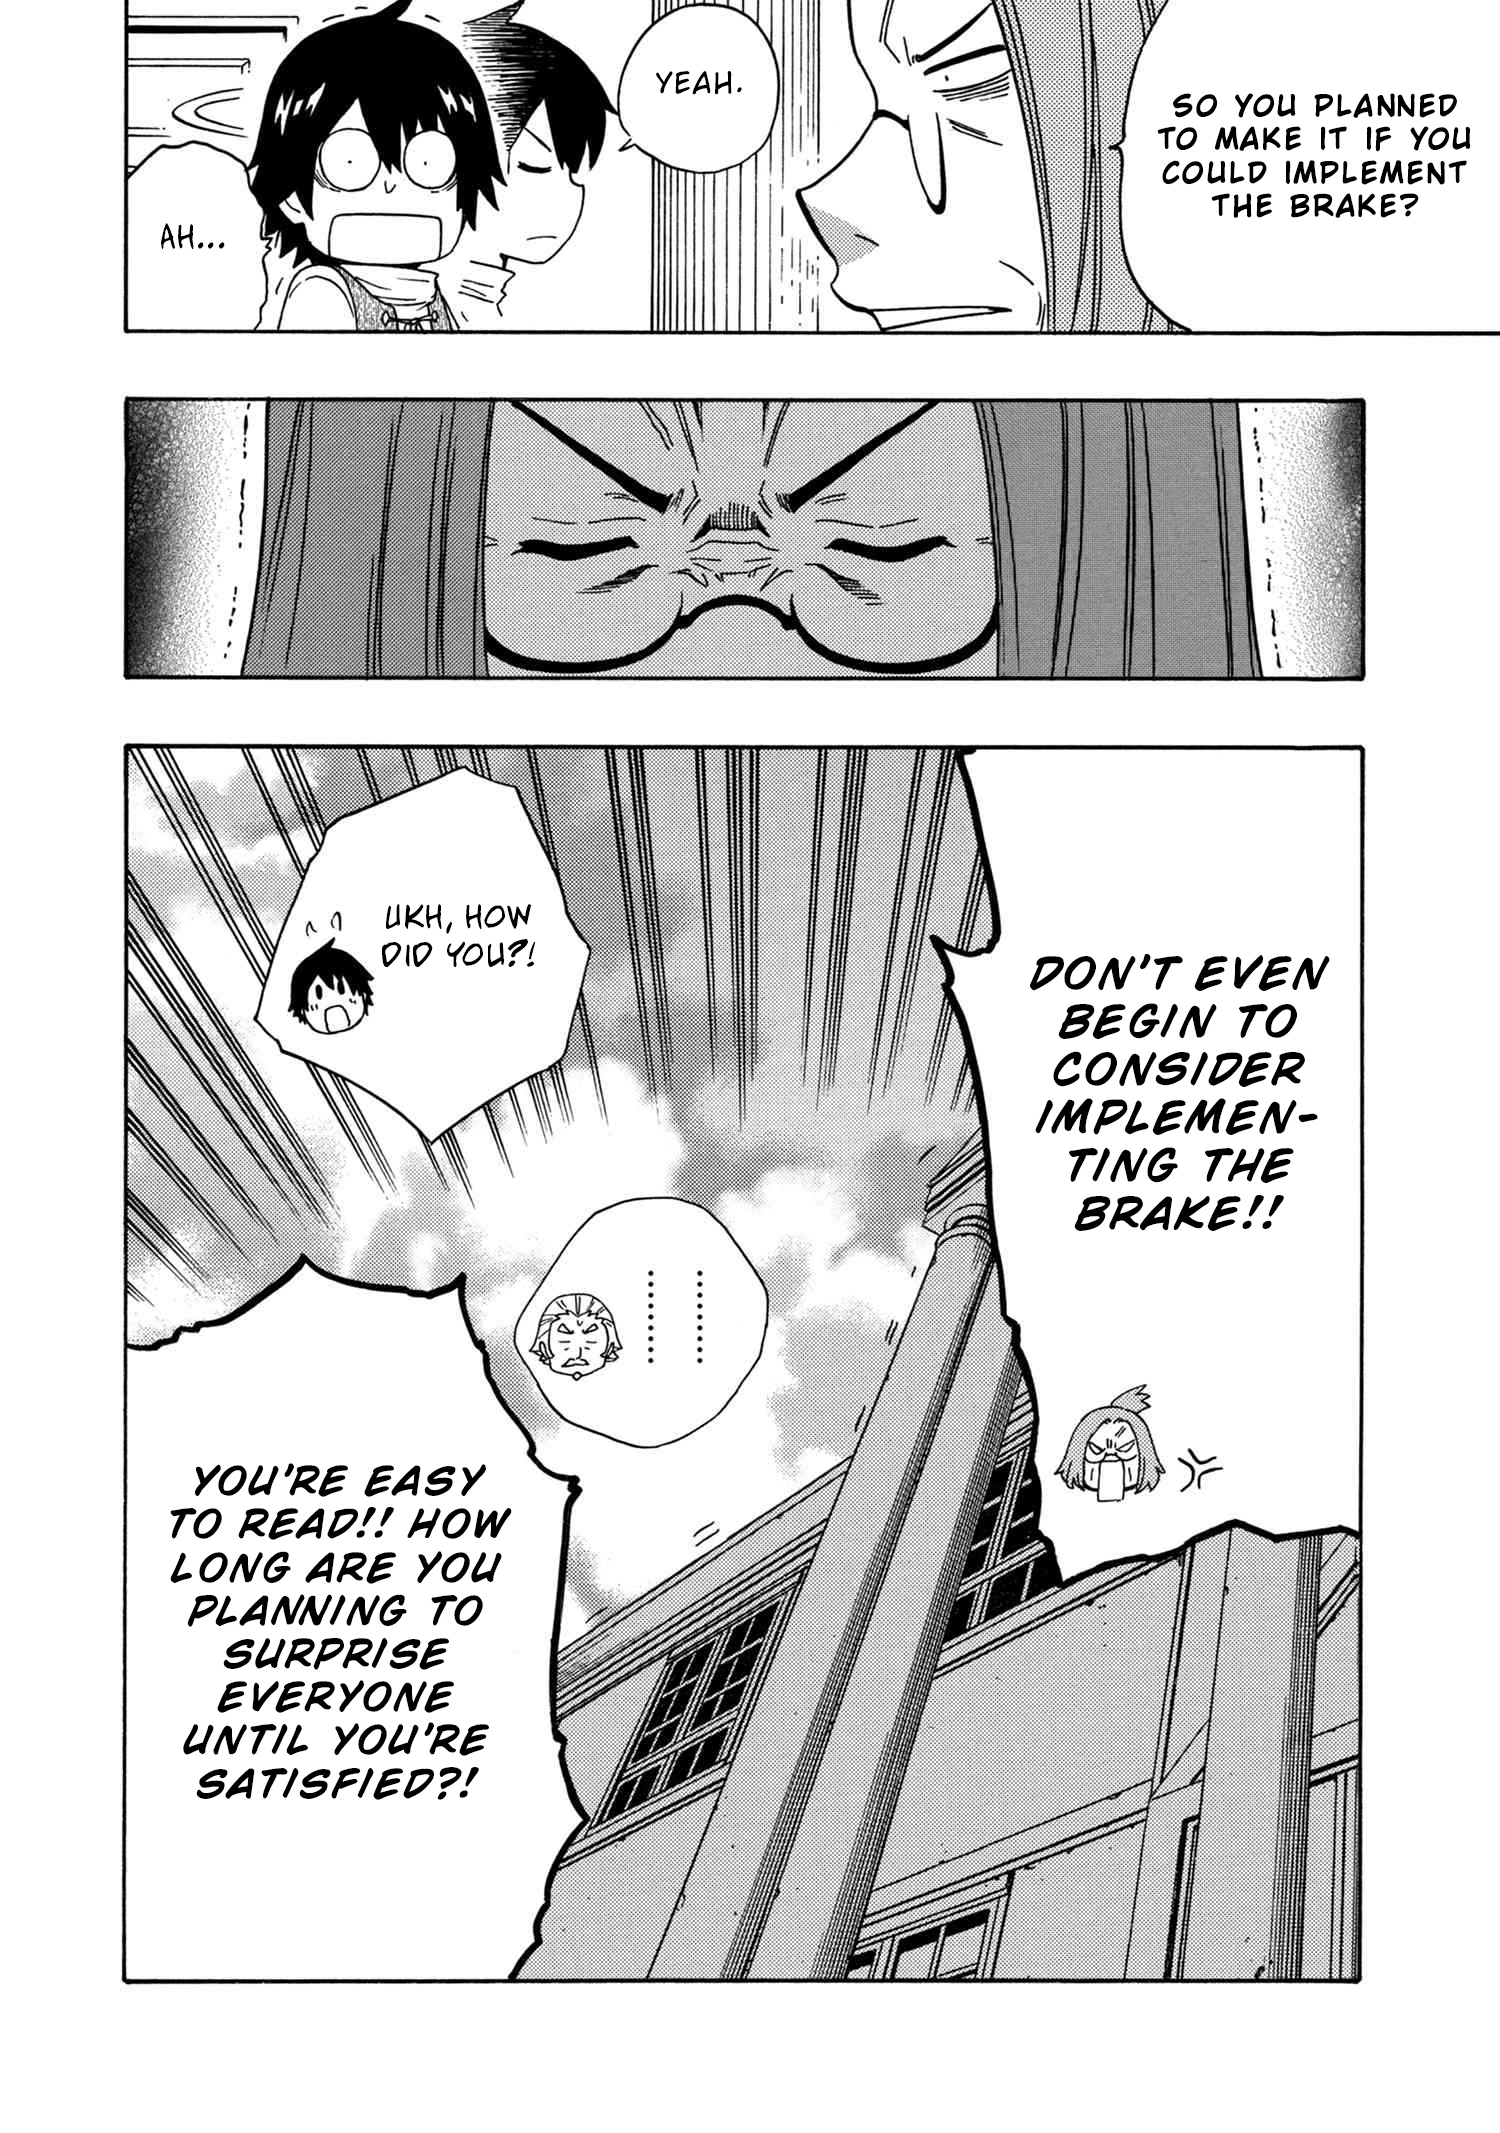 SO YOU PLANNED
TO MAKE IT IF YOU
COULD IMPLEMENT
THE BRAKE?
YEAH.
AH...
DON'T EVEN
BEGIN TO
CONSIDER
IMPLEMEN-
TING THE
BRAKE!!
UKH, HOW
DID YOU?!
YOU'RE EASY
TO READ!! HOW
LONG ARE YOU
PLANNING TO
SURPRISE
EVERYONE
UNTIL YOU'RE
SATISFIED?!